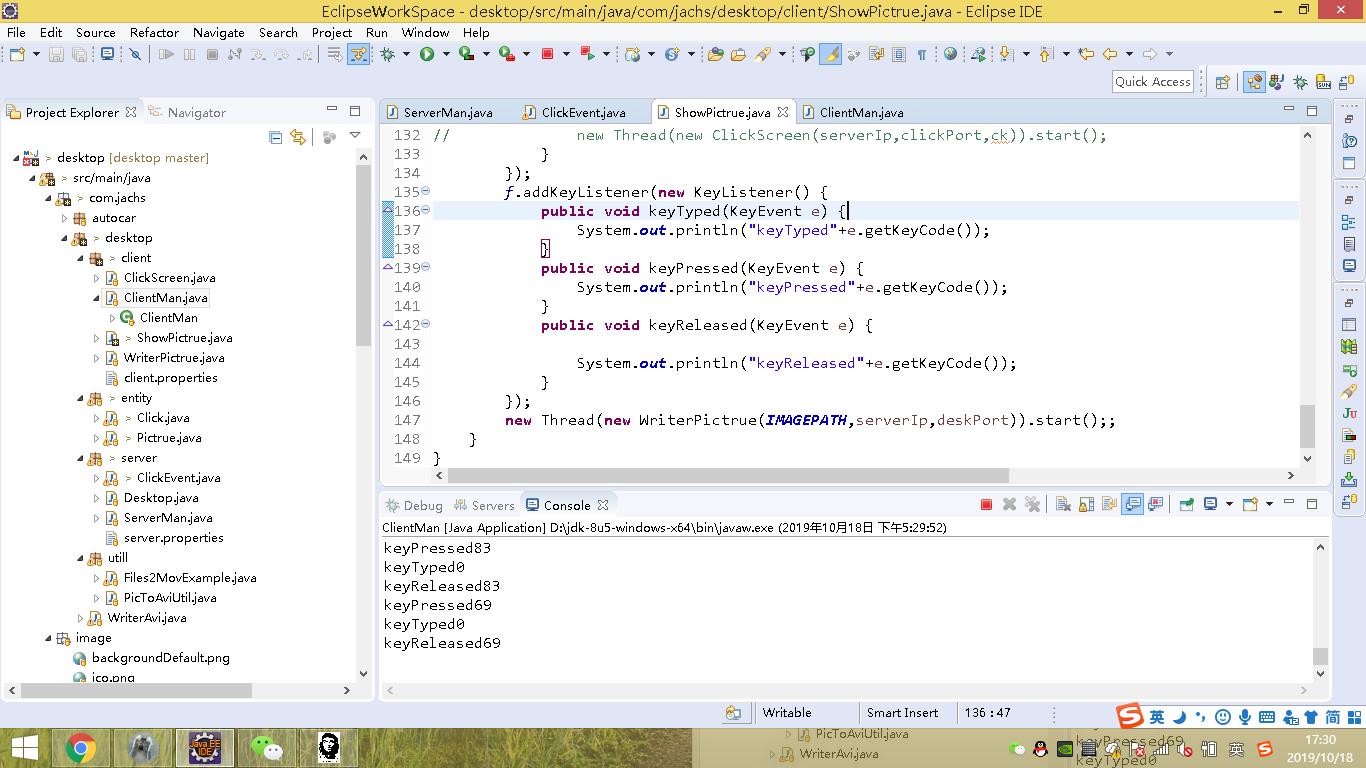 EclipseWorkSpace - desktop/src/main/java/com/jachs/desktop/client/ShowPictrue.java - Eclipse IDE
File Edit Source Refactor Navigate Search Project Run Window Help
Quick Access
Project Explorer Navigator
> desktop [desktop master]
> src/main/java
> com.jachs
autocar
> desktop
> client
ClickScreen.java
ClientMan.java
ClientMan
> ShowPictrue.java
WriterPictrue.java
client.properties
> entity
> Click.java
> Pictrue.java
> server
> ClickEvent.java
Desktop.java
ServerMan.java
server.properties
utill
Files2MovExample.java
PicToAviUtil.java
WriterAvi.java
image
backgroundDefault.png
ico.png
ServerMan.java ClickEvent.java ShowPictrue.java ClientMan.java
132 // new Thread(new ClickScreen(serverIp,clickPort,ck)).start();
133 }
134 });
135 f.addKeyListener(new KeyListener() {
136 public void keyTyped(KeyEvent e) {
137 System.out.println("keyTyped"+e.getKeyCode());
138 }
139 public void keyPressed(KeyEvent e) {
140 System.out.println("keyPressed"+e.getKeyCode());
141 }
142 public void keyReleased(KeyEvent e) {
143
144 System.out.println("keyReleased"+e.getKeyCode());
145 }
146 });
147 new Thread(new WriterPictrue(IMAGEPATH,serverIp,deskPort)).start();;
148 }
149 }
Debug Servers Console
ClientMan [Java Application] D:\jdk-8u5-windows-x64\bin\javaw.exe (2019年10月18日 下午5:29:52)
keyPressed83
keyTyped0
keyReleased83
keyPressed69
keyTyped0
keyReleased69
Writable Smart Insert 136 : 47
英 简
Java EE
IDE
CHE
PicToAviUtil.java
WriterAvi.java
keyPressed69
keyTyped0
英
17:30
2019/10/18